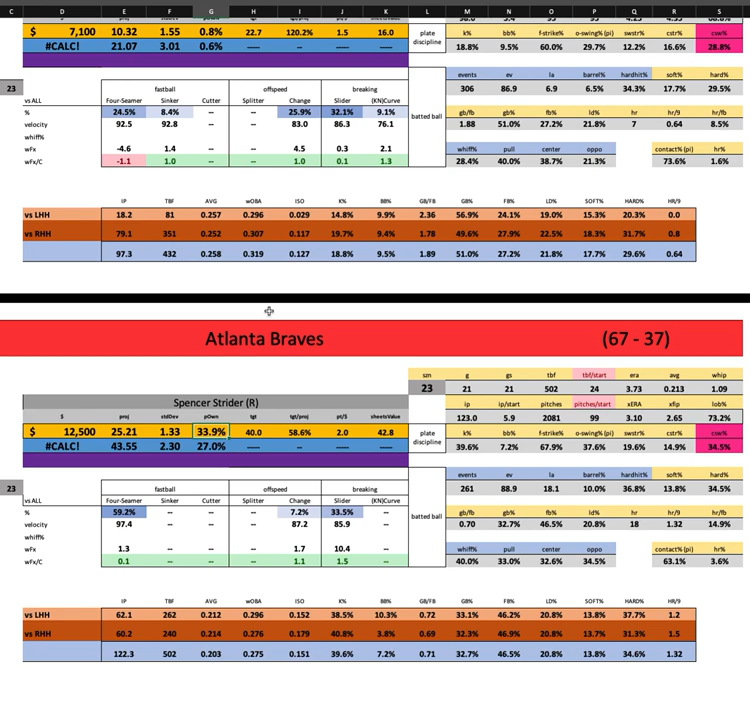 C D E F G H I J K L M N O P Q R S
$ 7,100 10.32 1.55 0.8% 22.7 120.2% 1.5 16.0 plate discipline k% bb% f-strike% o-swing% (pi) swstr% cstr% csw%
#CALC! 21.07 3.01 0.6% — — — — 18.8% 9.5% 60.0% 29.7% 12.2% 16.6% 28.8%
events ev la barrel% hardhit% soft% hard%
23 fastball offspeed breaking 306 86.9 6.9 6.5% 34.3% 17.7% 29.5%
vs ALL Four-Seamer Sinker Cutter Splitter Change Slider (KN)Curve
% 24.5% 8.4% -- -- 25.9% 32.1% 9.1% batted ball gb/fb gb% fb% ld% hr hr/9 hr/fb
velocity 92.5 92.8 -- -- 83.0 86.3 76.1 1.88 51.0% 27.2% 21.8% 7 0.64 8.5%
whiff%
wFx -4.6 1.4 4.5 0.3 2.1 whiff% pull center oppo contact% (pi) hr%
wFx/C -1.1 1.0 1.0 0.1 1.3 28.4% 40.0% 38.7% 21.3% 73.6% 1.6%
IP TBF AVG wOBA ISO K% BB% GB/FB GB% FB% LD% SOFT% HARD% HR/9
vs LHH 18.2 81 0.257 0.296 0.029 14.8% 9.9% 2.36 56.9% 24.1% 19.0% 15.3% 20.3% 0.0
vs RHH 79.1 351 0.252 0.307 0.117 19.7% 9.4% 1.78 49.6% 27.9% 22.5% 18.3% 31.7% 0.8
97.3 432 0.258 0.319 0.127 18.8% 9.5% 1.89 51.0% 27.2% 21.8% 17.7% 29.6% 0.64
Atlanta Braves (67 - 37)
szn g gs tbf tbf/start era avg whip
23 21 21 502 24 3.73 0.213 1.09
Spencer Strider (R) ip ip/start pitches pitches/start xERA xfip lob%
$ proj stdDev pOwn tgt tgt/proj pt/$ sheetsValue 123.0 5.9 2081 99 3.10 2.65 73.2%
$ 12,500 25.21 1.33 33.9% 40.0 58.6% 2.0 42.8 plate discipline k% bb% f-strike% o-swing% (pi) swstr% cstr% csw%
#CALC! 43.55 2.30 27.0% — — — — 39.6% 7.2% 67.9% 37.6% 19.6% 14.9% 34.5%
events ev la barrel% hardhit% soft% hard%
23 fastball offspeed breaking 261 88.9 18.1 10.0% 36.8% 13.8% 34.5%
vs ALL Four-Seamer Sinker Cutter Splitter Change Slider (KN)Curve
% 59.2% -- -- -- 7.2% 33.5% -- batted ball gb/fb gb% fb% ld% hr hr/9 hr/fb
velocity 97.4 -- -- -- 87.2 85.9 -- 0.70 32.7% 46.5% 20.8% 18 1.32 14.9%
whiff%
wFx 1.3 -- -- -- 1.7 10.4 -- whiff% pull center oppo contact% (pi) hr%
wFx/C 0.1 1.1 1.5 -- 40.0% 33.0% 32.6% 34.5% 63.1% 3.6%
IP TBF AVG wOBA ISO K% BB% GB/FB GB% FB% LD% SOFT% HARD% HR/9
vs LHH 62.1 262 0.212 0.296 0.152 38.5% 10.3% 0.72 33.1% 46.2% 20.8% 13.8% 37.7% 1.2
vs RHH 60.2 240 0.214 0.276 0.179 40.8% 3.8% 0.69 32.3% 46.9% 20.8% 13.7% 31.3% 1.5
122.3 502 0.203 0.275 0.151 39.6% 7.2% 0.71 32.7% 46.5% 20.8% 13.8% 34.6% 1.32